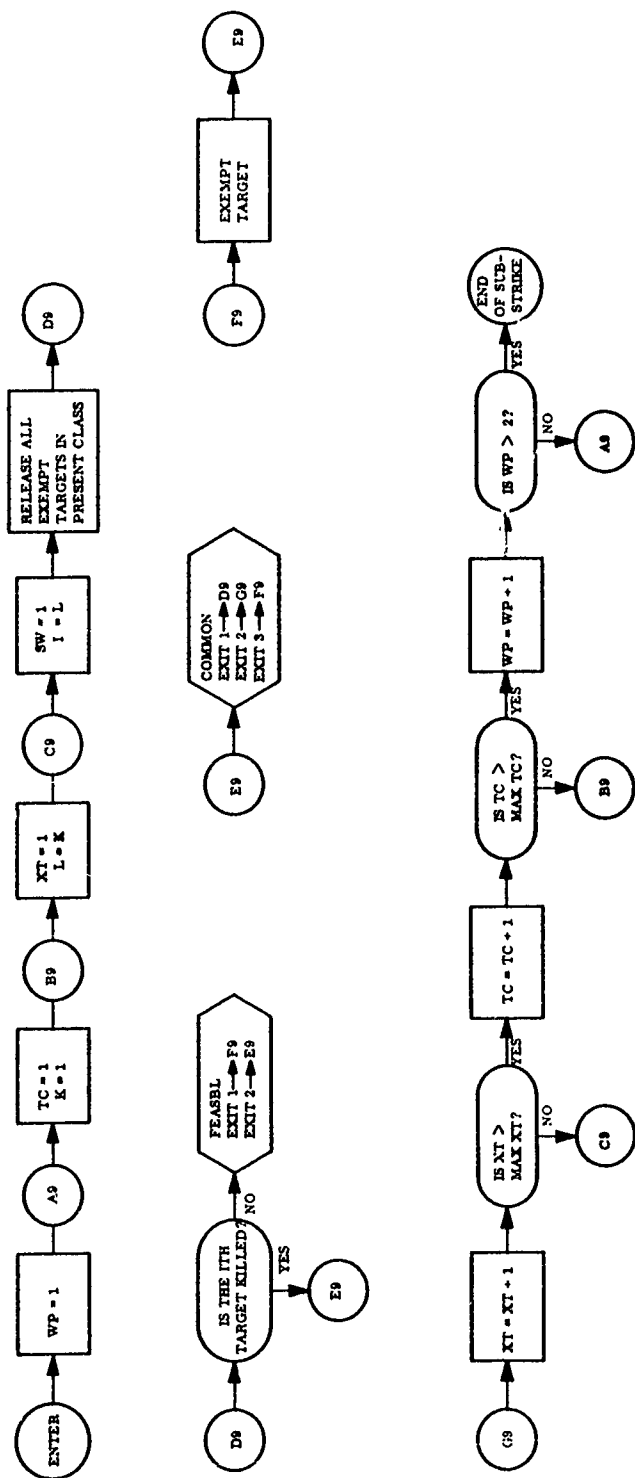 ENTER
WP = 1
A9
TC = 1
K = 1
B9
XT = 1
L = K
C9
SW = 1
I = L
RELEASE ALL
EXEMPT
TARGETS IN
PRESENT CLASS
D9
D9
IS THE ITH
TARGET KILLED?
NO
YES
E9
FEASBL
EXIT 1→F9
EXIT 2→E9
E9
COMMON
EXIT 1→D9
EXIT 2→G9
EXIT 3→F9
F9
EXEMPT
TARGET
E9
G9
XT = XT + 1
IS XT >
MAX XT?
YES
NO
C9
TC = TC + 1
IS TC >
MAX TC?
YES
NO
B9
WP = WP + 1
IS WP > 2?
YES
NO
A9
END
OF SUB-
STRIKE